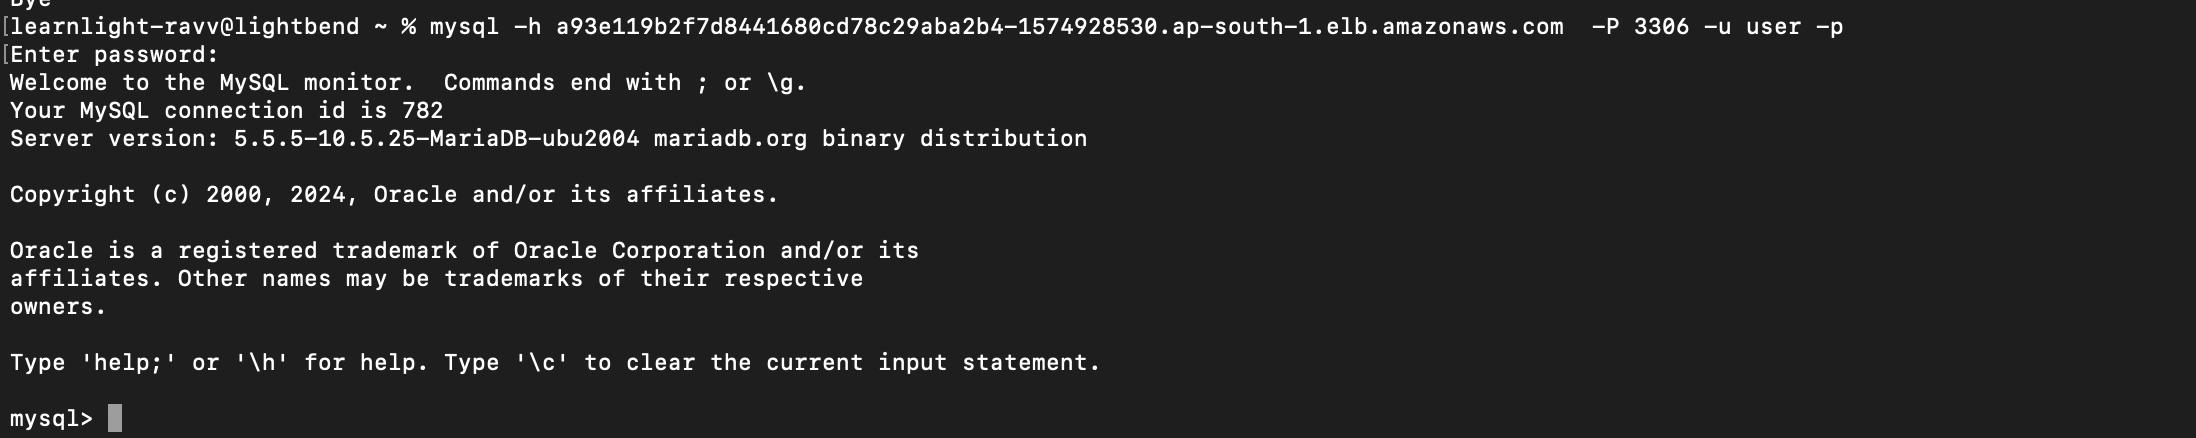 Bye
[learnlight-ravv@lightbend ~ % mysql -h a93e119b2f7d8441680cd78c29aba2b4-1574928530.ap-south-1.elb.amazonaws.com  -P 3306 -u user -p
[Enter password:
Welcome to the MySQL monitor.  Commands end with ; or \g.
Your MySQL connection id is 782
Server version: 5.5.5-10.5.25-MariaDB-ubu2004 mariadb.org binary distribution

Copyright (c) 2000, 2024, Oracle and/or its affiliates.

Oracle is a registered trademark of Oracle Corporation and/or its
affiliates. Other names may be trademarks of their respective
owners.

Type 'help;' or '\h' for help. Type '\c' to clear the current input statement.

mysql>